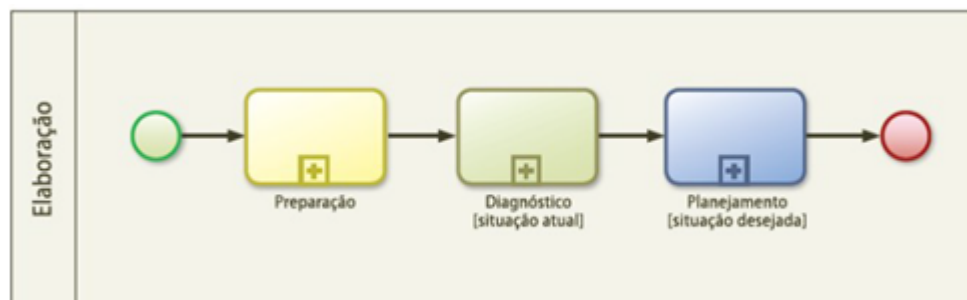 Elaboração
Preparação
Diagnóstico
[situação atual]
Planejamento
[situação desejada]